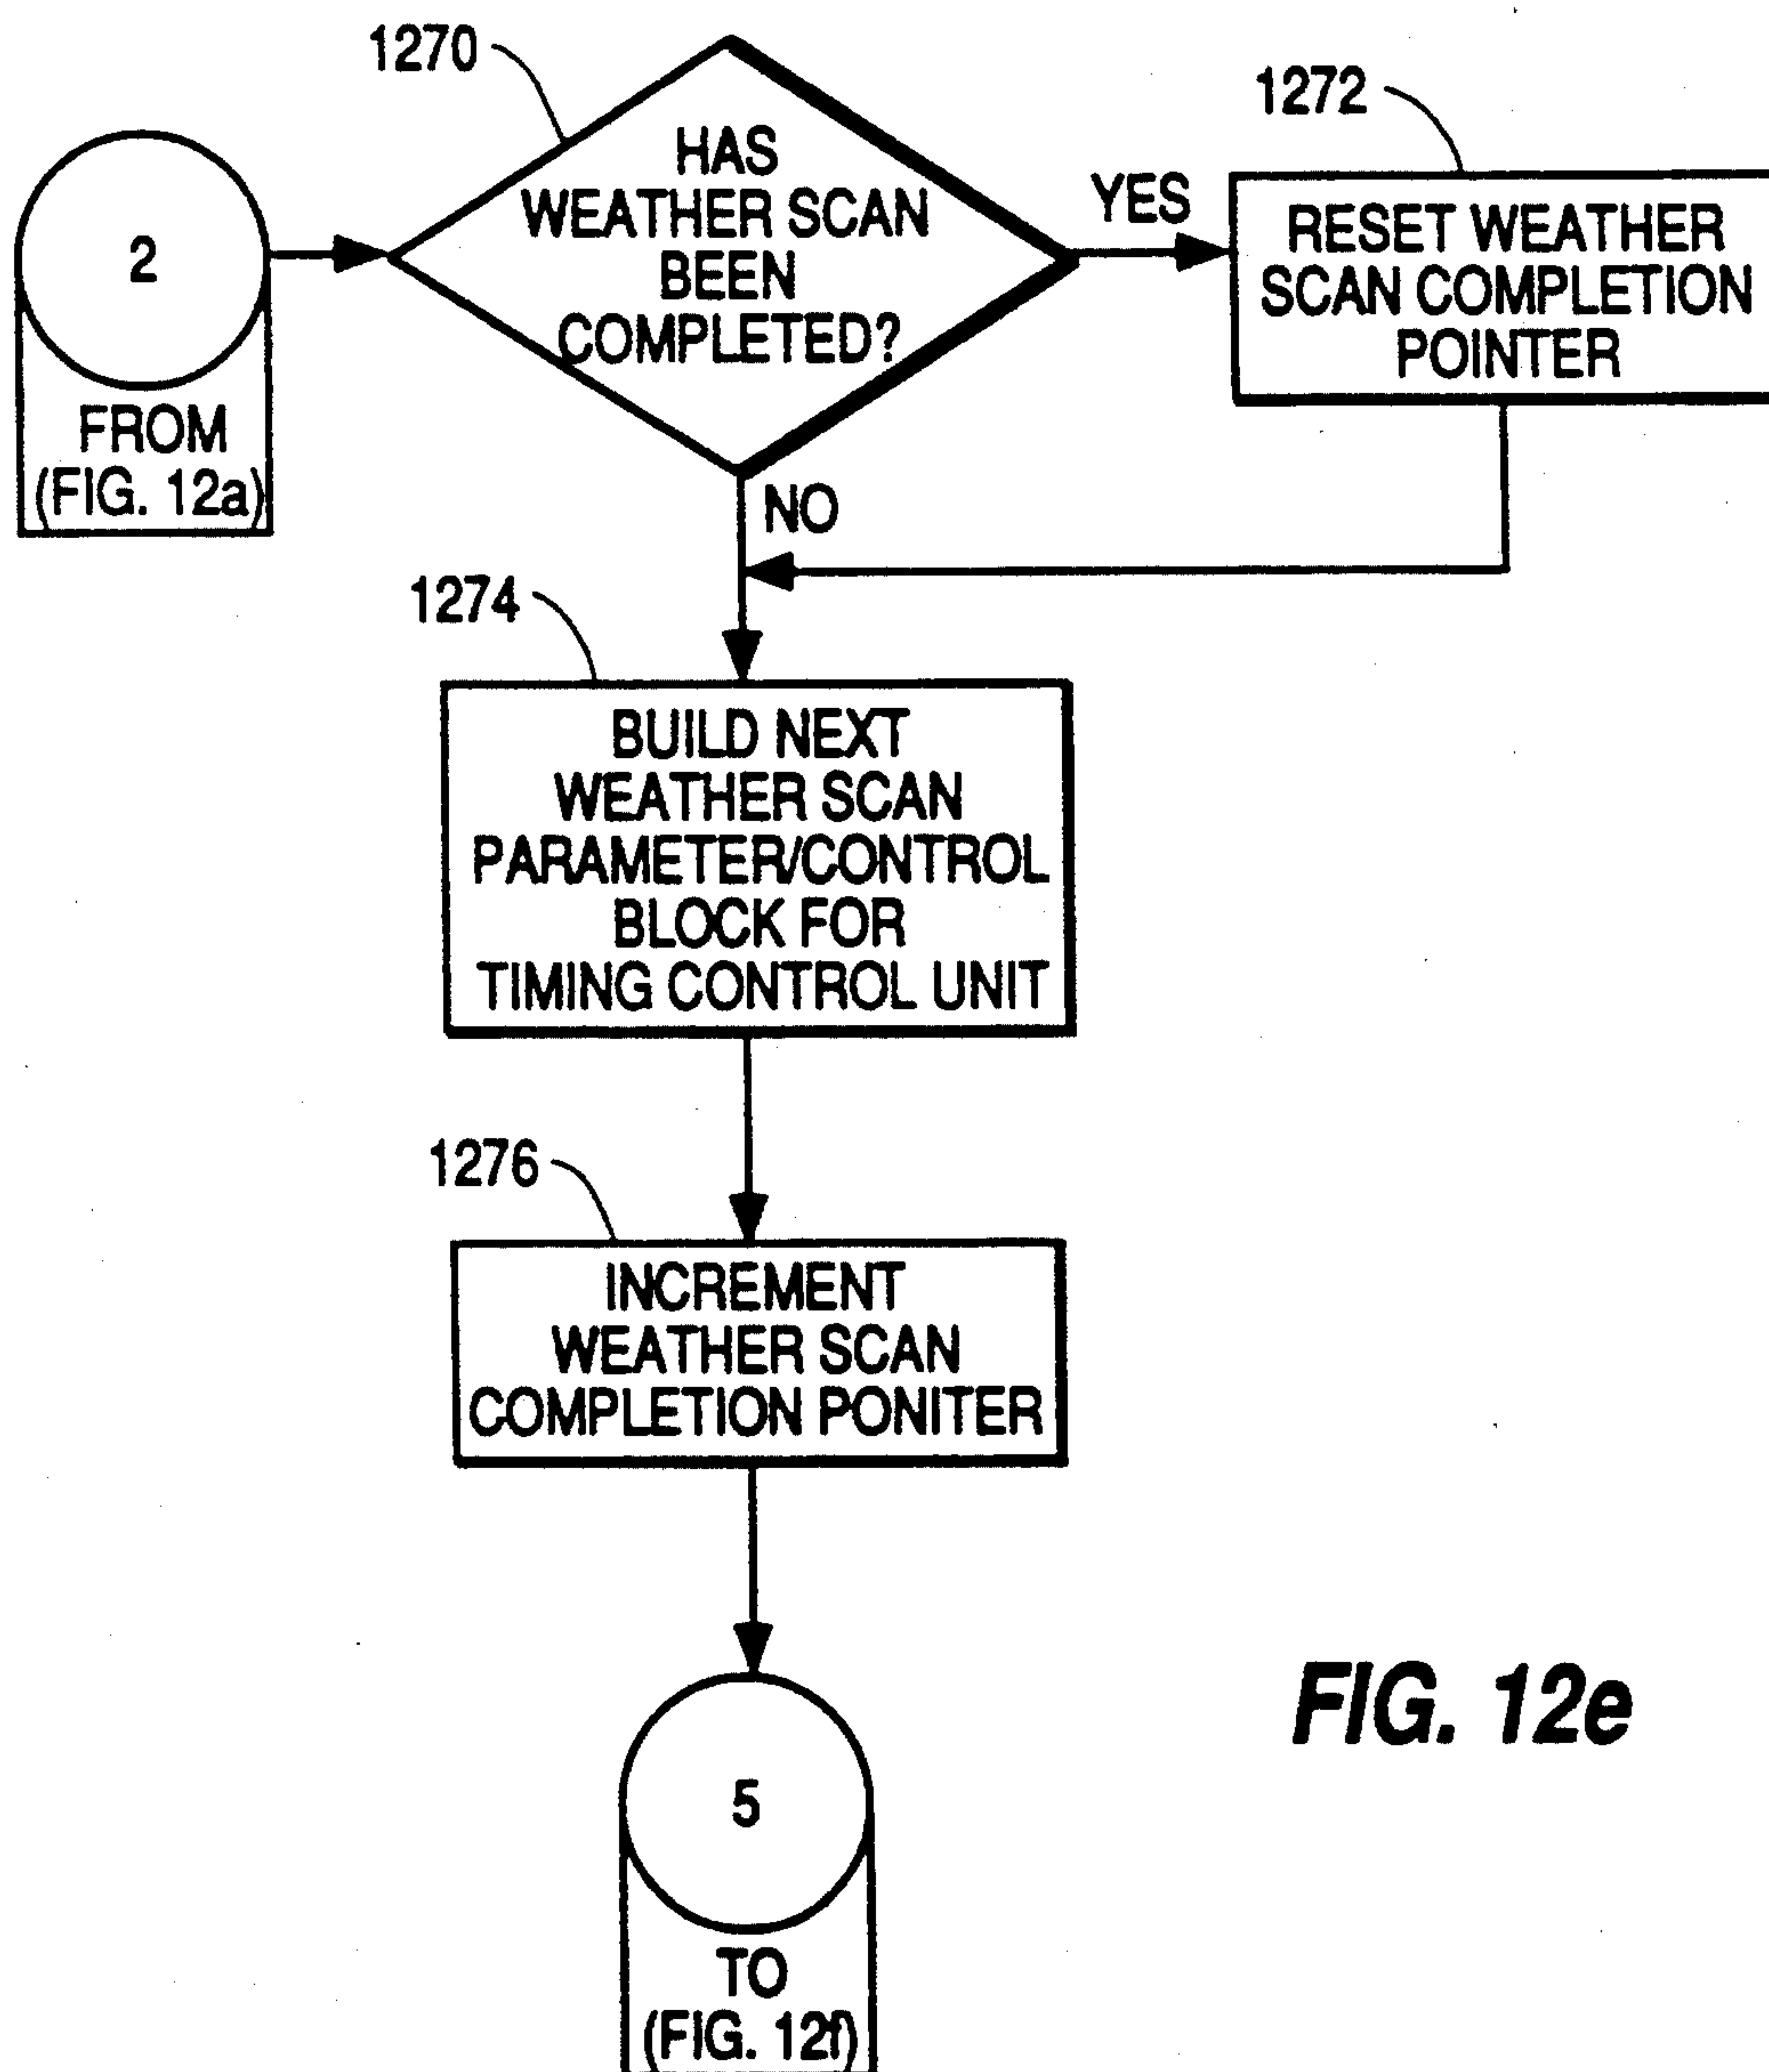 1270
HAS
WEATHER SCAN
BEEN
COMPLETED?
1272
YES
RESET WEATHER
SCAN COMPLETION
POINTER
2
FROM
(FIG. 12a)
NO
1274
BUILD NEXT
WEATHER SCAN
PARAMETER/CONTROL
BLOCK FOR
TIMING CONTROL UNIT
1276
INCREMENT
WEATHER SCAN
COMPLETION PONITER
5
TO
(FIG. 12f)
FIG. 12e